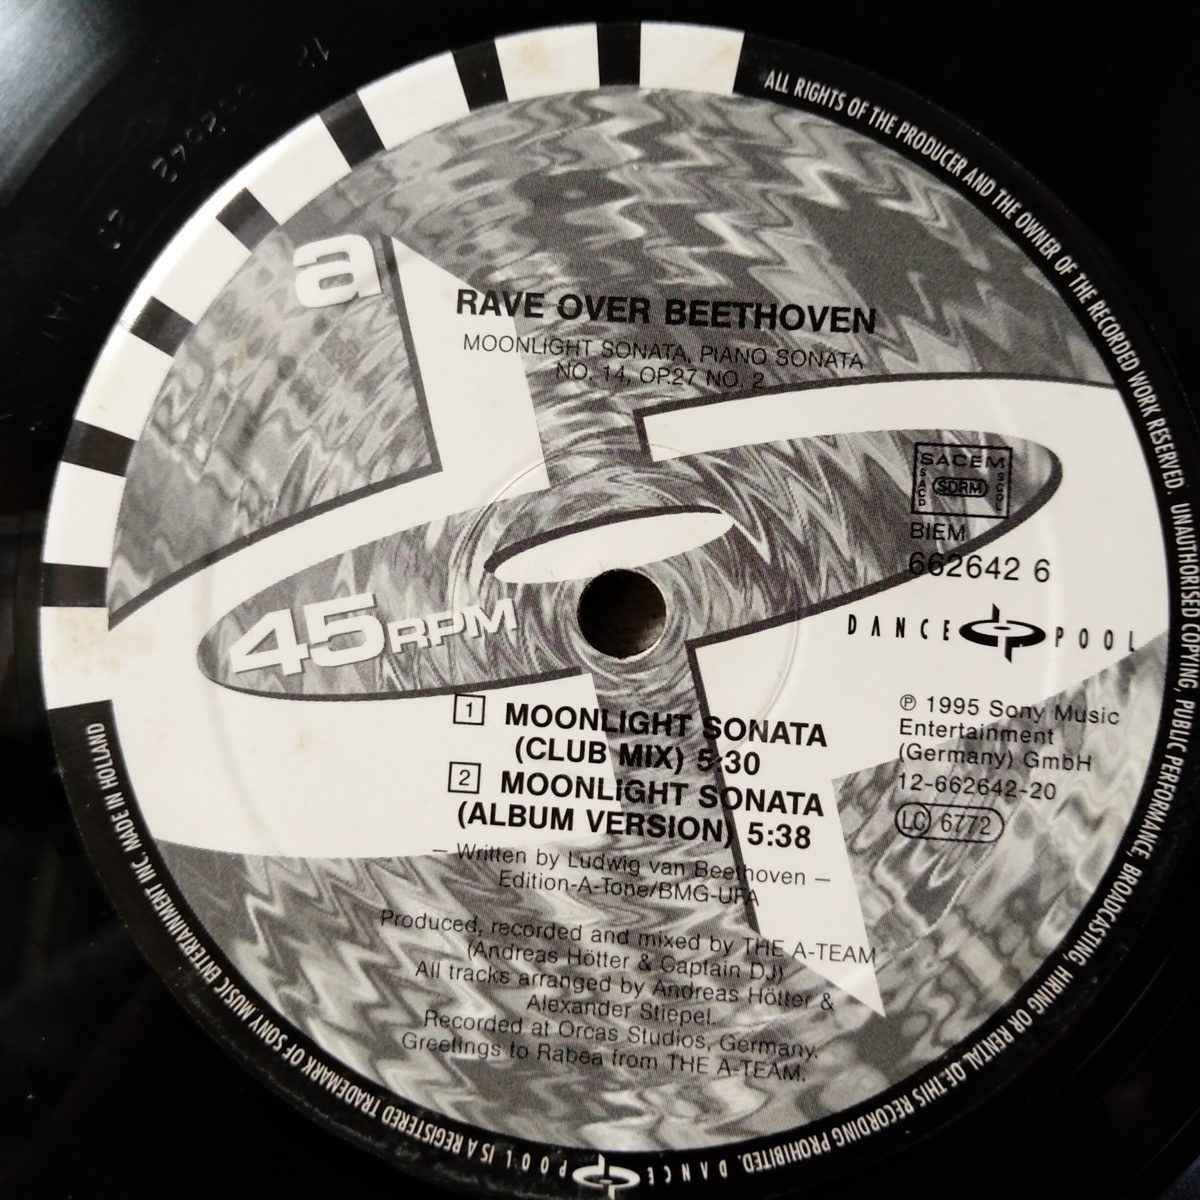 a
RAVE OVER BEETHOVEN
MOONLIGHT SONATA, PIANO SONATA
NO. 14, OP.27 NO. 2
SACEM
SACD
SDRM
SGDL
BIEM
662642 6
DANCE POOL
45RPM
1 MOONLIGHT SONATA
(CLUB MIX) 5:30
2 MOONLIGHT SONATA
(ALBUM VERSION) 5:38
– Written by Ludwig van Beethoven –
Edition-A-Tone/BMG-UFA
Produced, recorded and mixed by THE A-TEAM
(Andreas Hötter & Captain DJ)
All tracks arranged by Andreas Hötter &
Alexander Stiepel.
Recorded at Orcas Studios, Germany.
Greetings to Rabea from THE A-TEAM.
℗ 1995 Sony Music
Entertainment
(Germany) GmbH
12-662642-20
LC 6772
ALL RIGHTS OF THE PRODUCER AND THE OWNER OF THE RECORDED WORK RESERVED. UNAUTHORISED COPYING, PUBLIC PERFORMANCE, BROADCASTING, HIRING OR RENTAL OF THIS RECORDING PROHIBITED. DANCE POOL IS A REGISTERED TRADEMARK OF SONY MUSIC ENTERTAINMENT INC. MADE IN HOLLAND